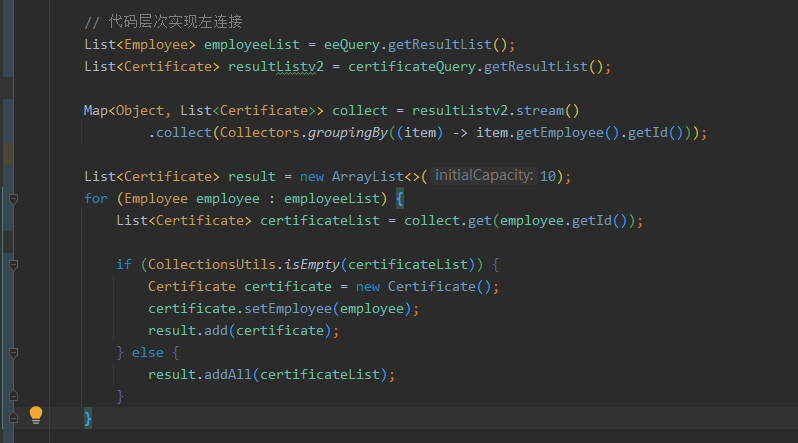 // 代码层次实现左连接
List<Employee> employeeList = eeQuery.getResultList();
List<Certificate> resultListv2 = certificateQuery.getResultList();
Map<Object, List<Certificate>> collect = resultListv2.stream()
.collect(Collectors.groupingBy((item) -> item.getEmployee().getId()));
List<Certificate> result = new ArrayList<>( initialCapacity: 10);
for (Employee employee : employeeList) {
List<Certificate> certificateList = collect.get(employee.getId());
if (CollectionsUtils.isEmpty(certificateList)) {
Certificate certificate = new Certificate();
certificate.setEmployee(employee);
result.add(certificate);
} else {
result.addAll(certificateList);
}
}